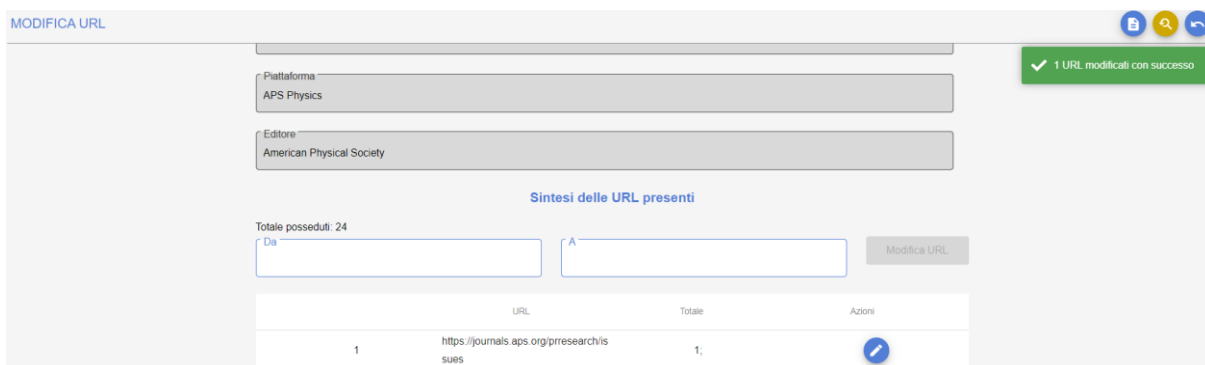 MODIFICA URL
1 URL modificati con successo
Piattaforma
APS Physics
Editore
American Physical Society
Sintesi delle URL presenti
Totale posseduti: 24
Da
A
Modifica URL
URL
Totale
Azioni
1
https://journals.aps.org/prresearch/is
sues
1;